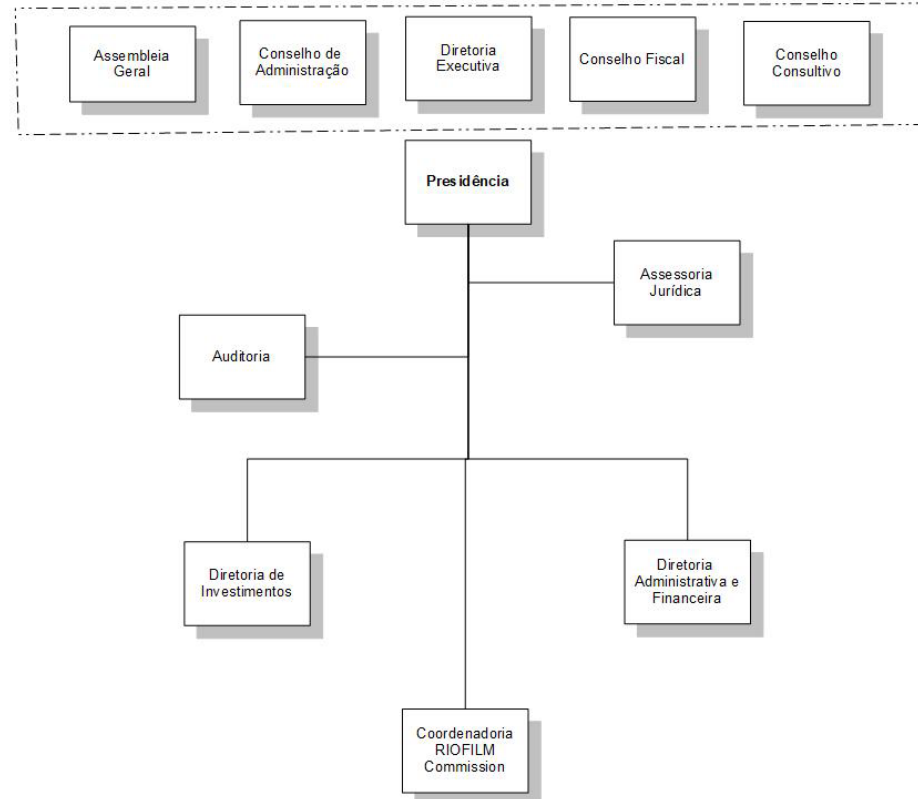 Assembleia
Geral
Conselho de
Administração
Diretoria
Executiva
Conselho Fiscal
Conselho
Consultivo
Presidência
Assessoria
Jurídica
Auditoria
Diretoria de
Investimentos
Diretoria
Administrativa e
Financeira
Coordenadoria
RIOFILM
Commission